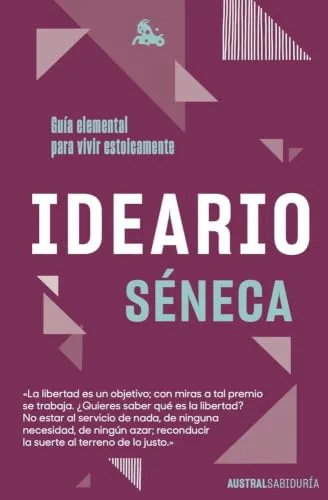 Guía elemental
para vivir estoicamente
IDEARIO
SÉNECA
«La libertad es un objetivo; con miras a tal premio
se trabaja. ¿Quieres saber qué es la libertad?
No estar al servicio de nada, de ninguna
necesidad, de ningún azar; reconducir
la suerte al terreno de lo justo.»
AUSTRALSABIDURÍA